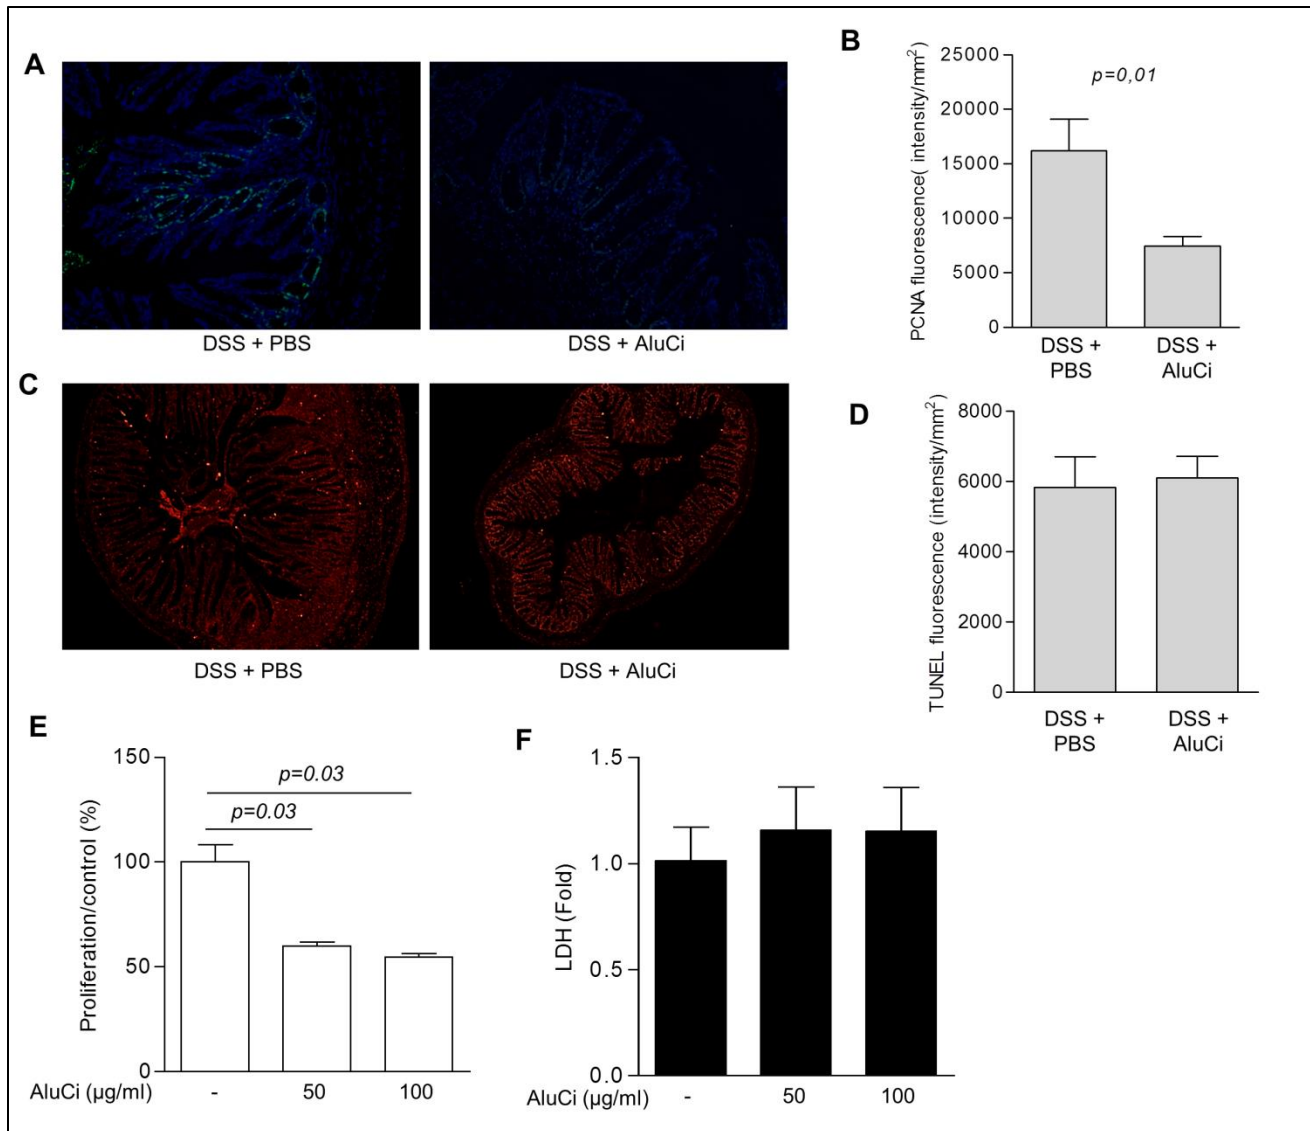 A
DSS + PBS
DSS + AluCi
B
PCNA fluorescence( intensity/mm²)
25000
20000
15000
10000
5000
0
p=0,01
DSS +
PBS
DSS +
AluCi
C
DSS + PBS
DSS + AluCi
D
TUNEL fluorescence (intensity/mm²)
8000
6000
4000
2000
0
DSS +
PBS
DSS +
AluCi
E
Proliferation/control (%)
150
100
50
0
p=0.03
p=0.03
AluCi (µg/ml)
-
50
100
F
LDH (Fold)
1.5
1.0
0.5
0.0
AluCi (µg/ml)
-
50
100